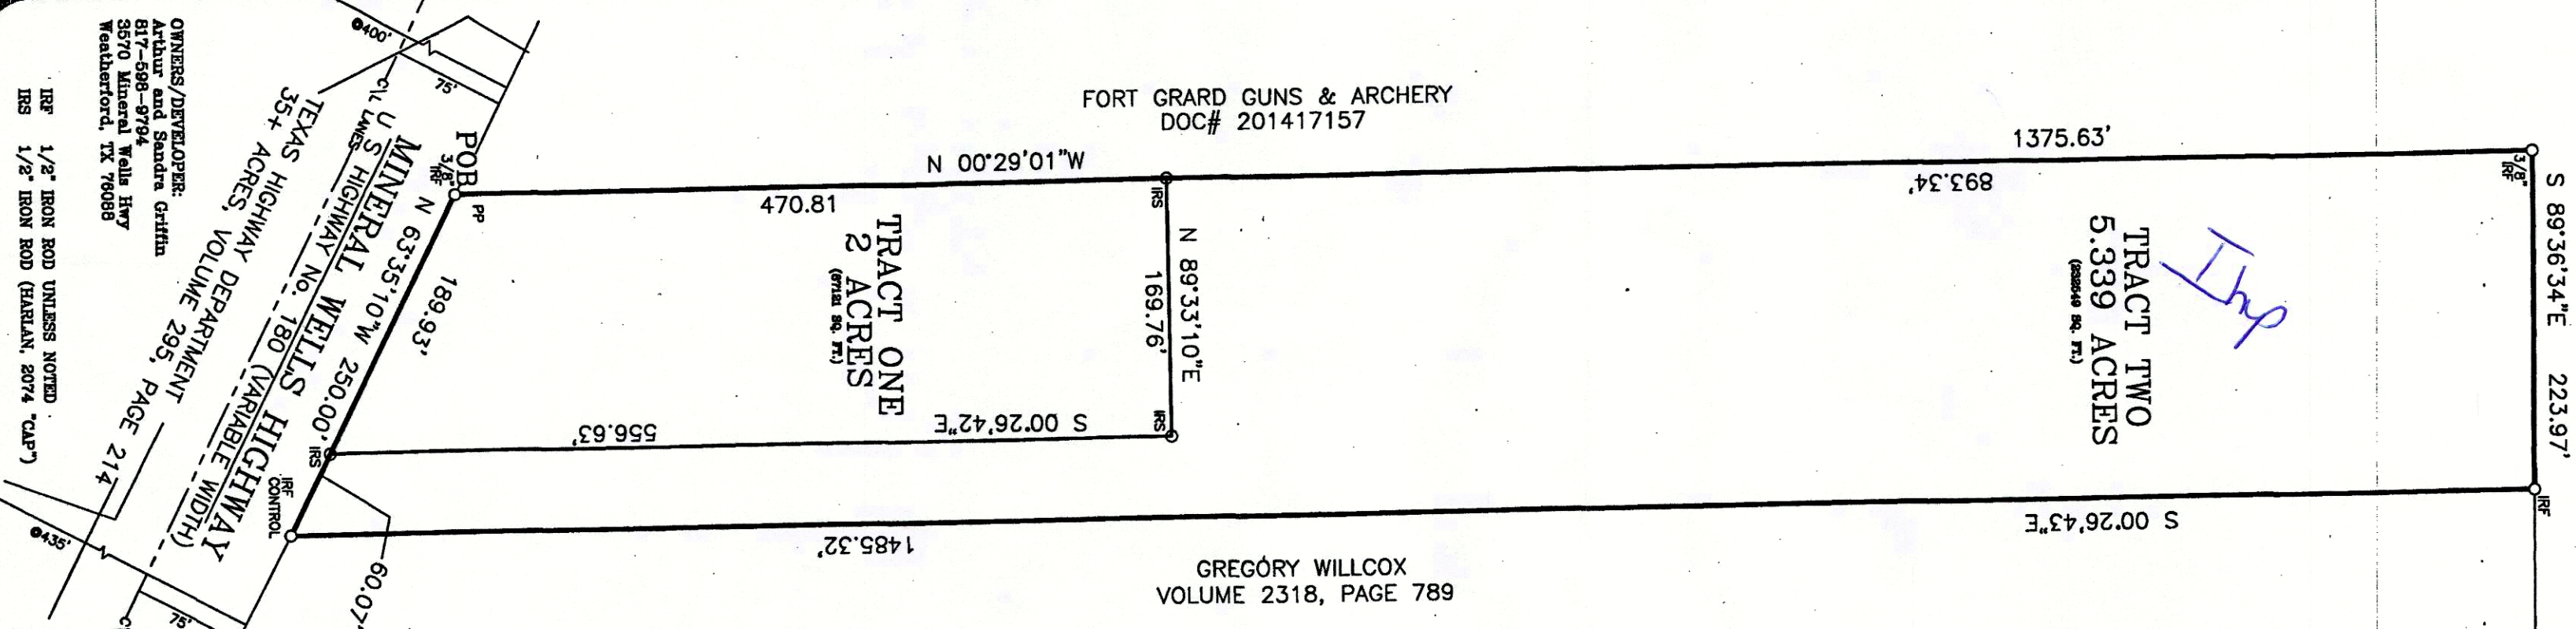 OWNERS/DEVELOPER:
Arthur and Sandra Griffin
817-598-9794
3570 Mineral Wells Hwy
Weatherford, TX 76088
IRF 1/2" IRON ROD UNLESS NOTED
IRS 1/2" IRON ROD (HARLAN, 2074 "CAP")
@400'
75'
C\L LANES
TEXAS HIGHWAY DEPARTMENT
35+ ACRES, VOLUME 295, PAGE 214
U S HIGHWAY No. 180 (VARIABLE WIDTH)
MINERAL WELLS HIGHWAY
N 63°35'10"W 250.00'
189.93'
60.07'
@435'
75'
POB
3/8" IRF
PP
IRS
IRF
CONTROL
FORT GRARD GUNS & ARCHERY
DOC# 201417157
N 00°29'01"W
1375.63'
470.81
893.34'
TRACT ONE
2 ACRES
(87121 SQ. FT.)
IRS
N 89°33'10"E
169.76'
IRS
S 00°26'42"E
556.63'
TRACT TWO
5.339 ACRES
(232549 SQ. FT.)
3/8" IRF
S 89°36'34"E 223.97'
IRF
S 00°26'43"E
1485.32'
GREGORY WILLCOX
VOLUME 2318, PAGE 789